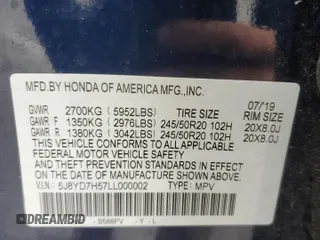 MFD.BY HONDA OF AMERICA MFG.,INC.
07/19
GVWR 2700KG (5952LBS) TIRE SIZE RIM SIZE
GAWR F 1350KG (2976LBS) 245/50R20 102H 20X8.0J
GAWR R 1380KG (3042LBS) 245/50R20 102H 20X8.0J
THIS VEHICLE CONFORMS TO ALL APPLICABLE
FEDERAL MOTOR VEHICLE SAFETY AND THEFT
PREVENTION STANDARDS IN EFFECT ON THE
DATE OF MANUFACTURE SHOWN ABOVE.
V.I.N.: 5J8YD7H57LL000002 TYPE: MPV
B588PV -Y-L
DREAMBID